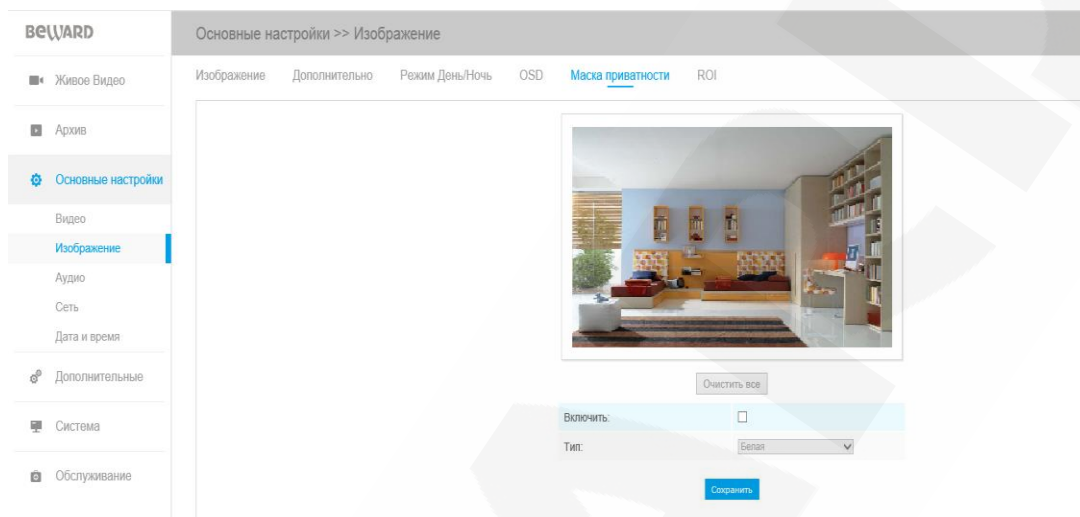 BEWARD
Основные настройки >> Изображение
Живое Видео
Архив
Основные настройки
Видео
Изображение
Аудио
Сеть
Дата и время
Дополнительные
Система
Обслуживание
Изображение Дополнительно Режим День/Ночь OSD Маска приватности ROI
Очистить все
Включить:
Тип: Белая
Сохранить